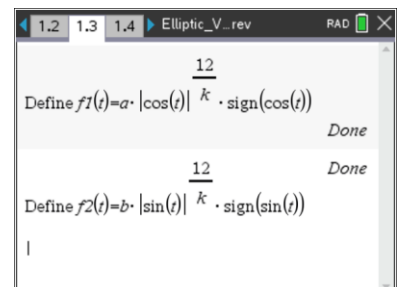 1.2 1.3 1.4 Elliptic_V…rev RAD
12
Define f1(t)=a· |cos(t)| k · sign(cos(t))
Done
12 Done
Define f2(t)=b· |sin(t)| k · sign(sin(t))